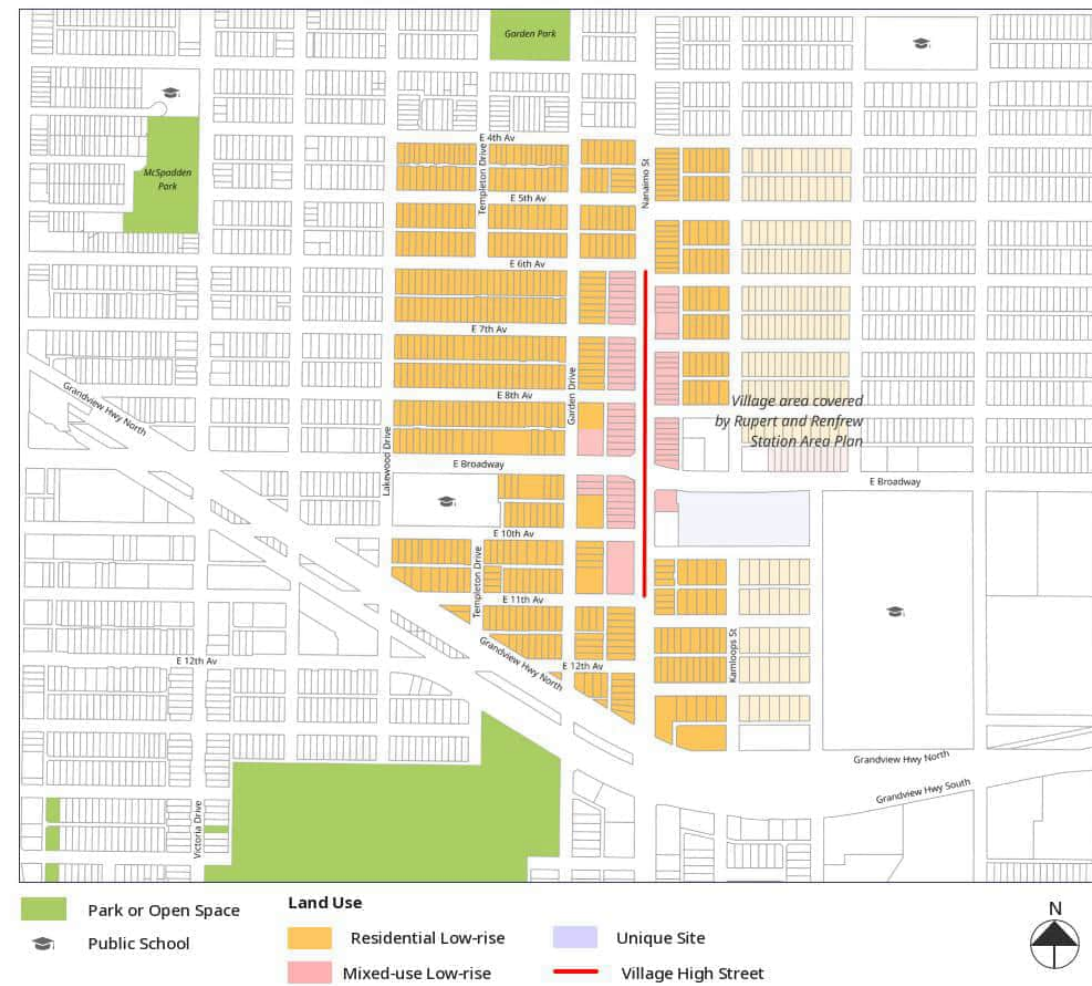 Garden Park
McSpadden
Park
E 4th Av
Templeton Drive
Nanaimo St
E 5th Av
E 6th Av
E 7th Av
Garden Drive
E 8th Av
Grandview Hwy North
Village area covered
by Rupert and Renfrew
Station Area Plan
Lakewood Drive
E Broadway
E Broadway
E 10th Av
Templeton Drive
E 11th Av
Grandview Hwy North
E 12th Av
E 12th Av
Kamloops St
Grandview Hwy North
Grandview Hwy South
Victoria Drive
Park or Open Space
Public School
Land Use
Residential Low-rise
Mixed-use Low-rise
Unique Site
Village High Street
N